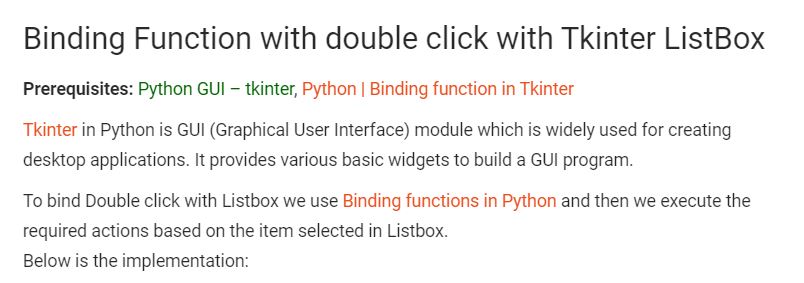 Binding Function with double click with Tkinter ListBox
Prerequisites: Python GUI – tkinter, Python | Binding function in Tkinter
Tkinter in Python is GUI (Graphical User Interface) module which is widely used for creating
desktop applications. It provides various basic widgets to build a GUI program.
To bind Double click with Listbox we use Binding functions in Python and then we execute the
required actions based on the item selected in Listbox.
Below is the implementation: